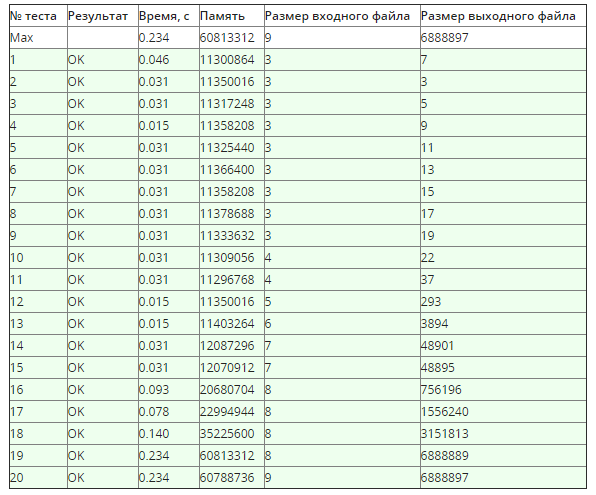 № теста Результат Время, с Память Размер входного файла Размер выходного файла
Max 0.234 60813312 9 6888897
1 OK 0.046 11300864 3 7
2 OK 0.031 11350016 3 3
3 OK 0.031 11317248 3 5
4 OK 0.015 11358208 3 9
5 OK 0.031 11325440 3 11
6 OK 0.031 11366400 3 13
7 OK 0.031 11358208 3 15
8 OK 0.031 11378688 3 17
9 OK 0.031 11333632 3 19
10 OK 0.031 11309056 4 22
11 OK 0.031 11296768 4 37
12 OK 0.015 11350016 5 293
13 OK 0.015 11403264 6 3894
14 OK 0.031 12087296 7 48901
15 OK 0.031 12070912 7 48895
16 OK 0.093 20680704 8 756196
17 OK 0.078 22994944 8 1556240
18 OK 0.140 35225600 8 3151813
19 OK 0.234 60813312 8 6888889
20 OK 0.234 60788736 9 6888897